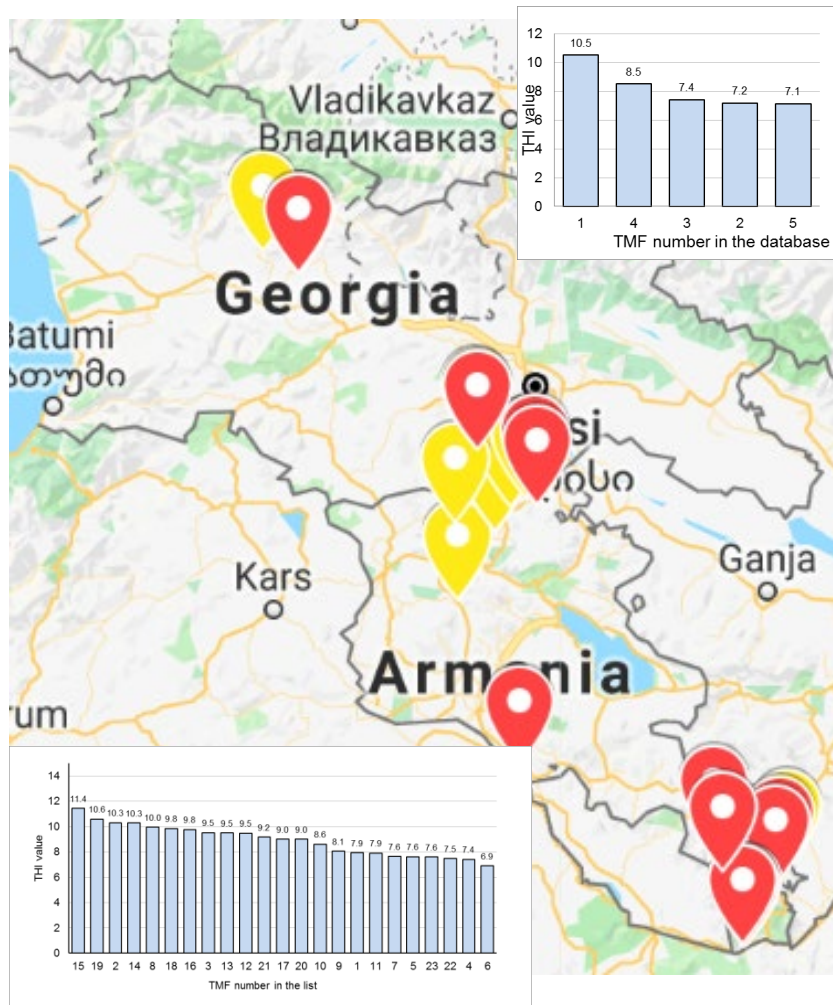 12
10
8
6
4
2
0
THI value
10.5
8.5
7.4
7.2
7.1
1 4 3 2 5
TMF number in the database
Vladikavkaz
Владикавказ
Georgia
Batumi
ათუმი
si
ისი
Kars
Ganja
Armenia
rum
14
12
10
8
6
4
2
0
THI value
11.4 10.6 10.3 10.3 10.0 9.8 9.8 9.5 9.5 9.5 9.2 9.0 9.0 8.6 8.1 7.9 7.9 7.6 7.6 7.6 7.5 7.4 6.9
15 19 2 14 8 18 16 3 13 12 21 17 20 10 9 1 11 7 5 23 22 4 6
TMF number in the list